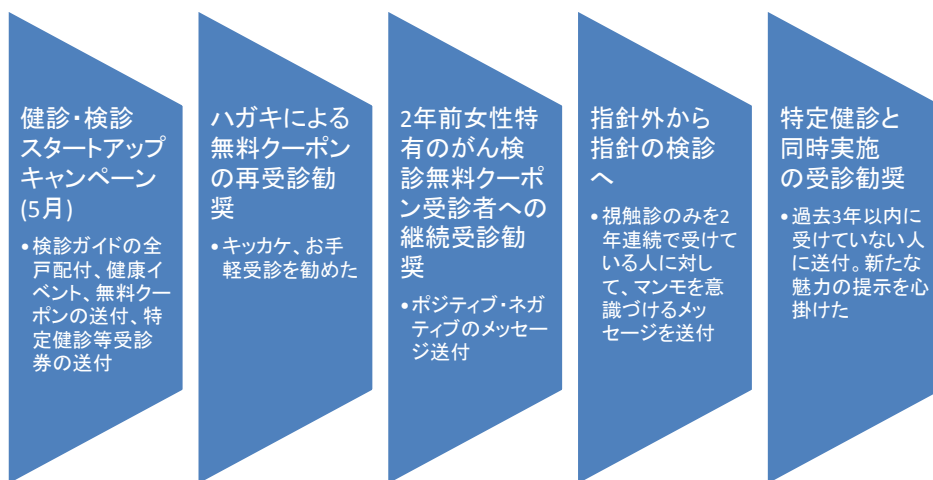 健診・検診
スタートアップ
キャンペーン
(5月)
•検診ガイドの全
戸配付、健康イ
ベント、無料クー
ポンの送付、特
定健診等受診
券の送付
ハガキによる
無料クーポン
の再受診勧
奨
•キッカケ、お手
軽受診を勧めた
2年前女性特
有のがん検
診無料クーポ
ン受診者への
継続受診勧
奨
•ポジティブ・ネガ
ティブのメッセー
ジ送付
指針外から
指針の検診
へ
•視触診のみを2
年連続で受けて
いる人に対し
て、マンモを意
識づけるメッ
セージを送付
特定健診と
同時実施
の受診勧奨
•過去3年以内に
受けていない人
に送付。新たな
魅力の提示を心
掛けた